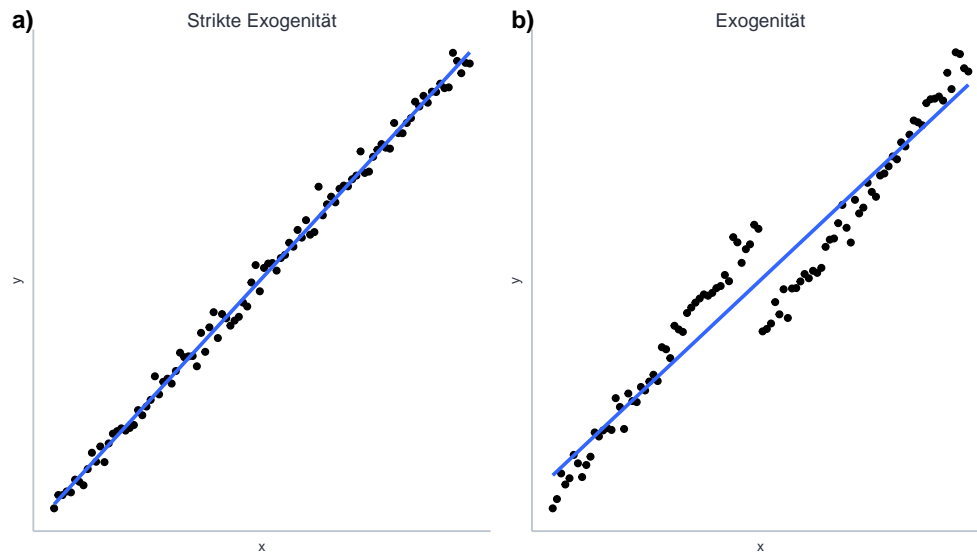 a)
Strikte Exogenität
y
x
b)
Exogenität
y
x